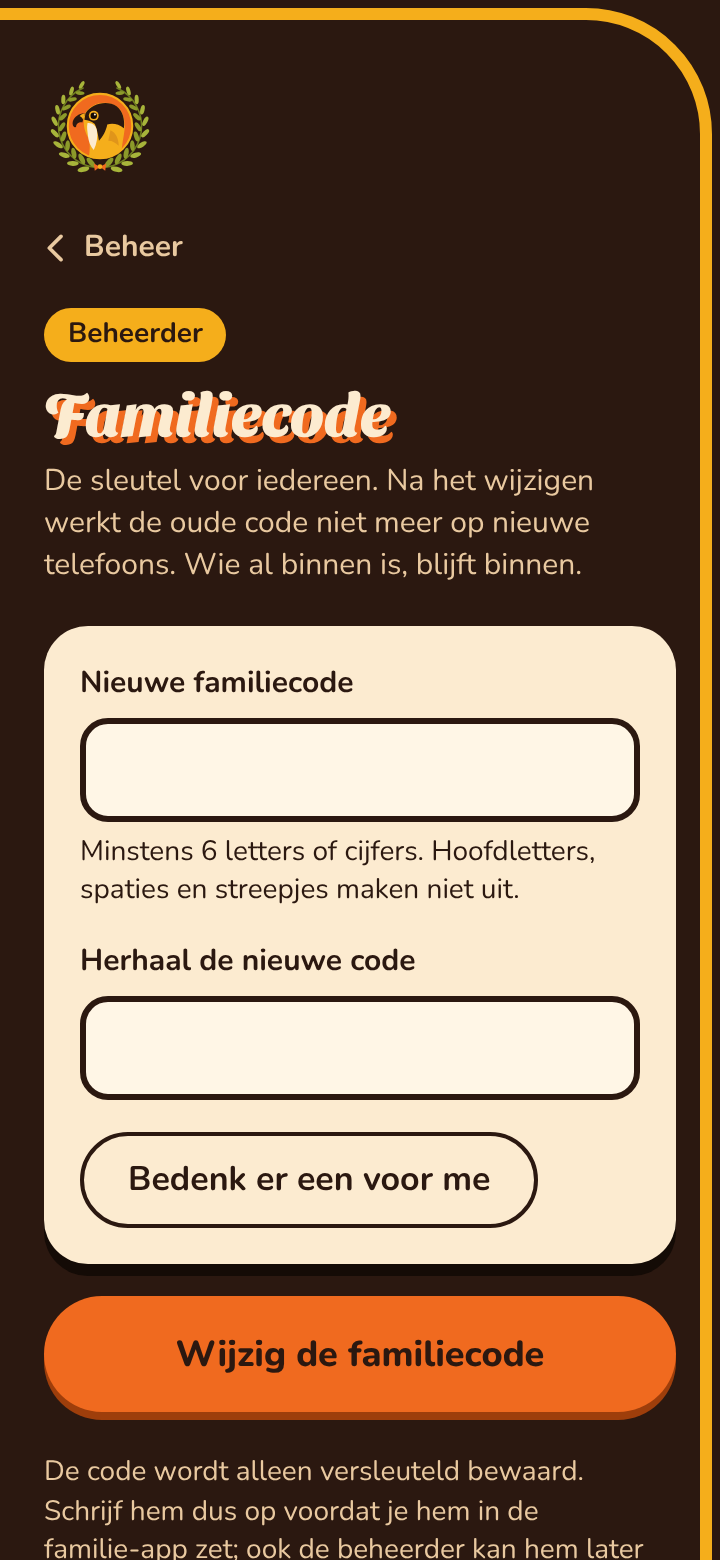 Beheer
Beheerder
Familiecode
De sleutel voor iedereen. Na het wijzigen
werkt de oude code niet meer op nieuwe
telefoons. Wie al binnen is, blijft binnen.
Nieuwe familiecode
Minstens 6 letters of cijfers. Hoofdletters,
spaties en streepjes maken niet uit.
Herhaal de nieuwe code
Bedenk er een voor me
Wijzig de familiecode
De code wordt alleen versleuteld bewaard.
Schrijf hem dus op voordat je hem in de
familie-app zet; ook de beheerder kan hem later